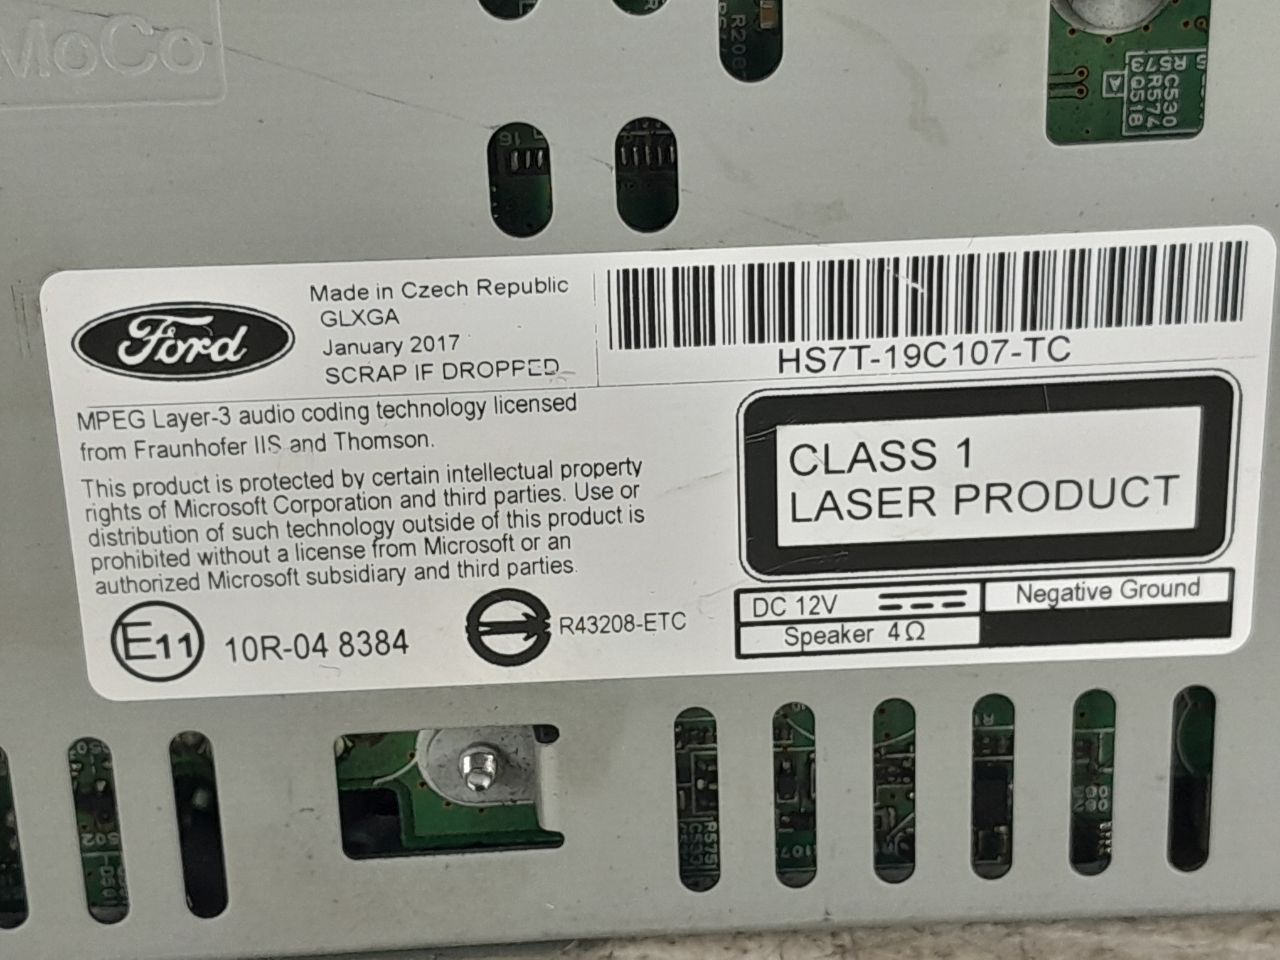 MoCo
C530
R574
Q518
R573
Ford
Made in Czech Republic
GLXGA
January 2017
SCRAP IF DROPPED
HS7T-19C107-TC
MPEG Layer-3 audio coding technology licensed
from Fraunhofer IIS and Thomson.
This product is protected by certain intellectual property
rights of Microsoft Corporation and third parties. Use or
distribution of such technology outside of this product is
prohibited without a license from Microsoft or an
authorized Microsoft subsidiary and third parties.
CLASS 1
LASER PRODUCT
E11 10R-04 8384
R43208-ETC
DC 12V
Negative Ground
Speaker 4Ω
R575